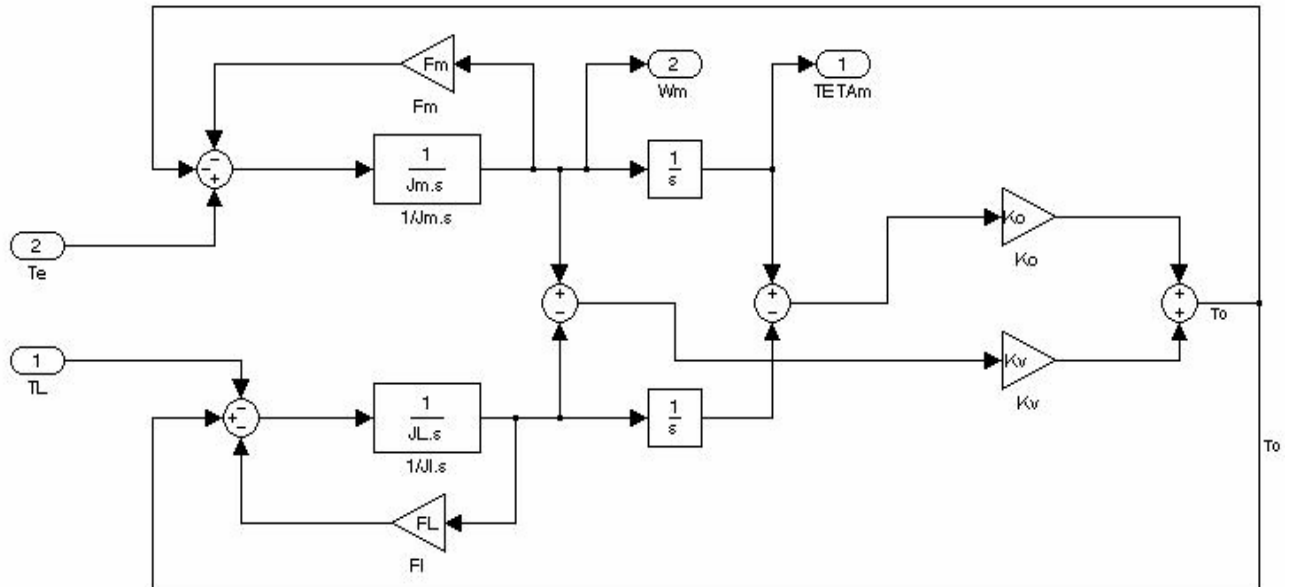 Fm
Fm
2
Wm
1
TETAm
−
−
+
1
Jm.s
1/Jm.s
1
s
2
Te
Ko
Ko
+
−
+
−
+
+
To
1
TL
Kv
Kv
−
+
−
1
JL.s
1/Jl.s
1
s
To
FL
Fl